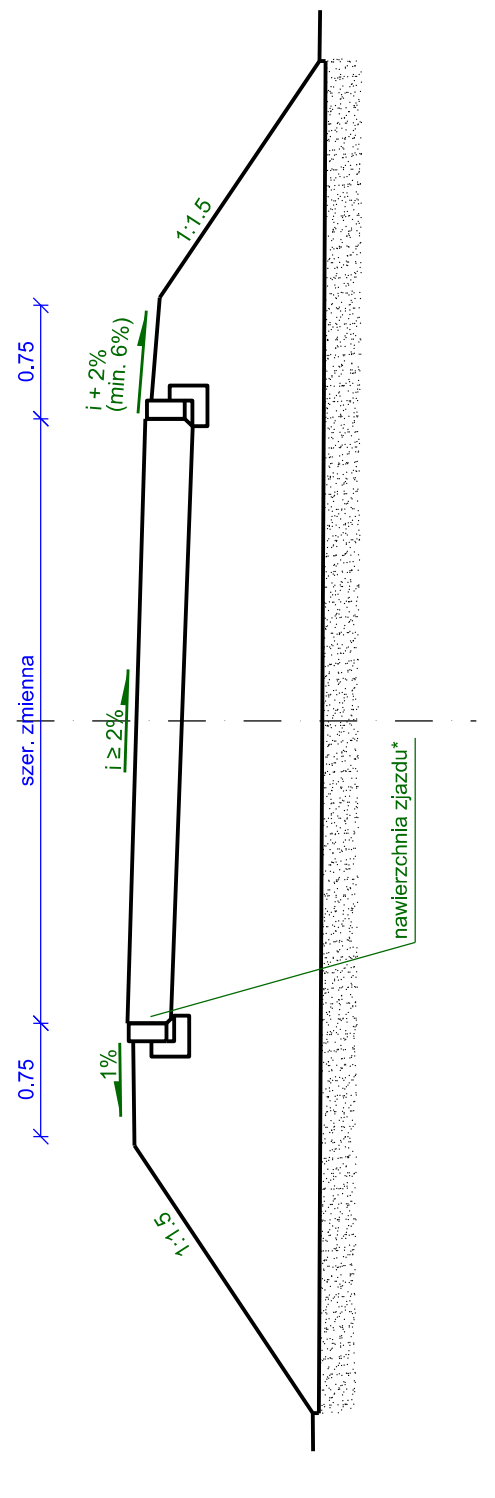 0.75
szer. zmienna
0.75
1:1.5
1%
i ≥ 2%
i + 2%
(min. 6%)
1:1.5
nawierzchnia zjazdu*